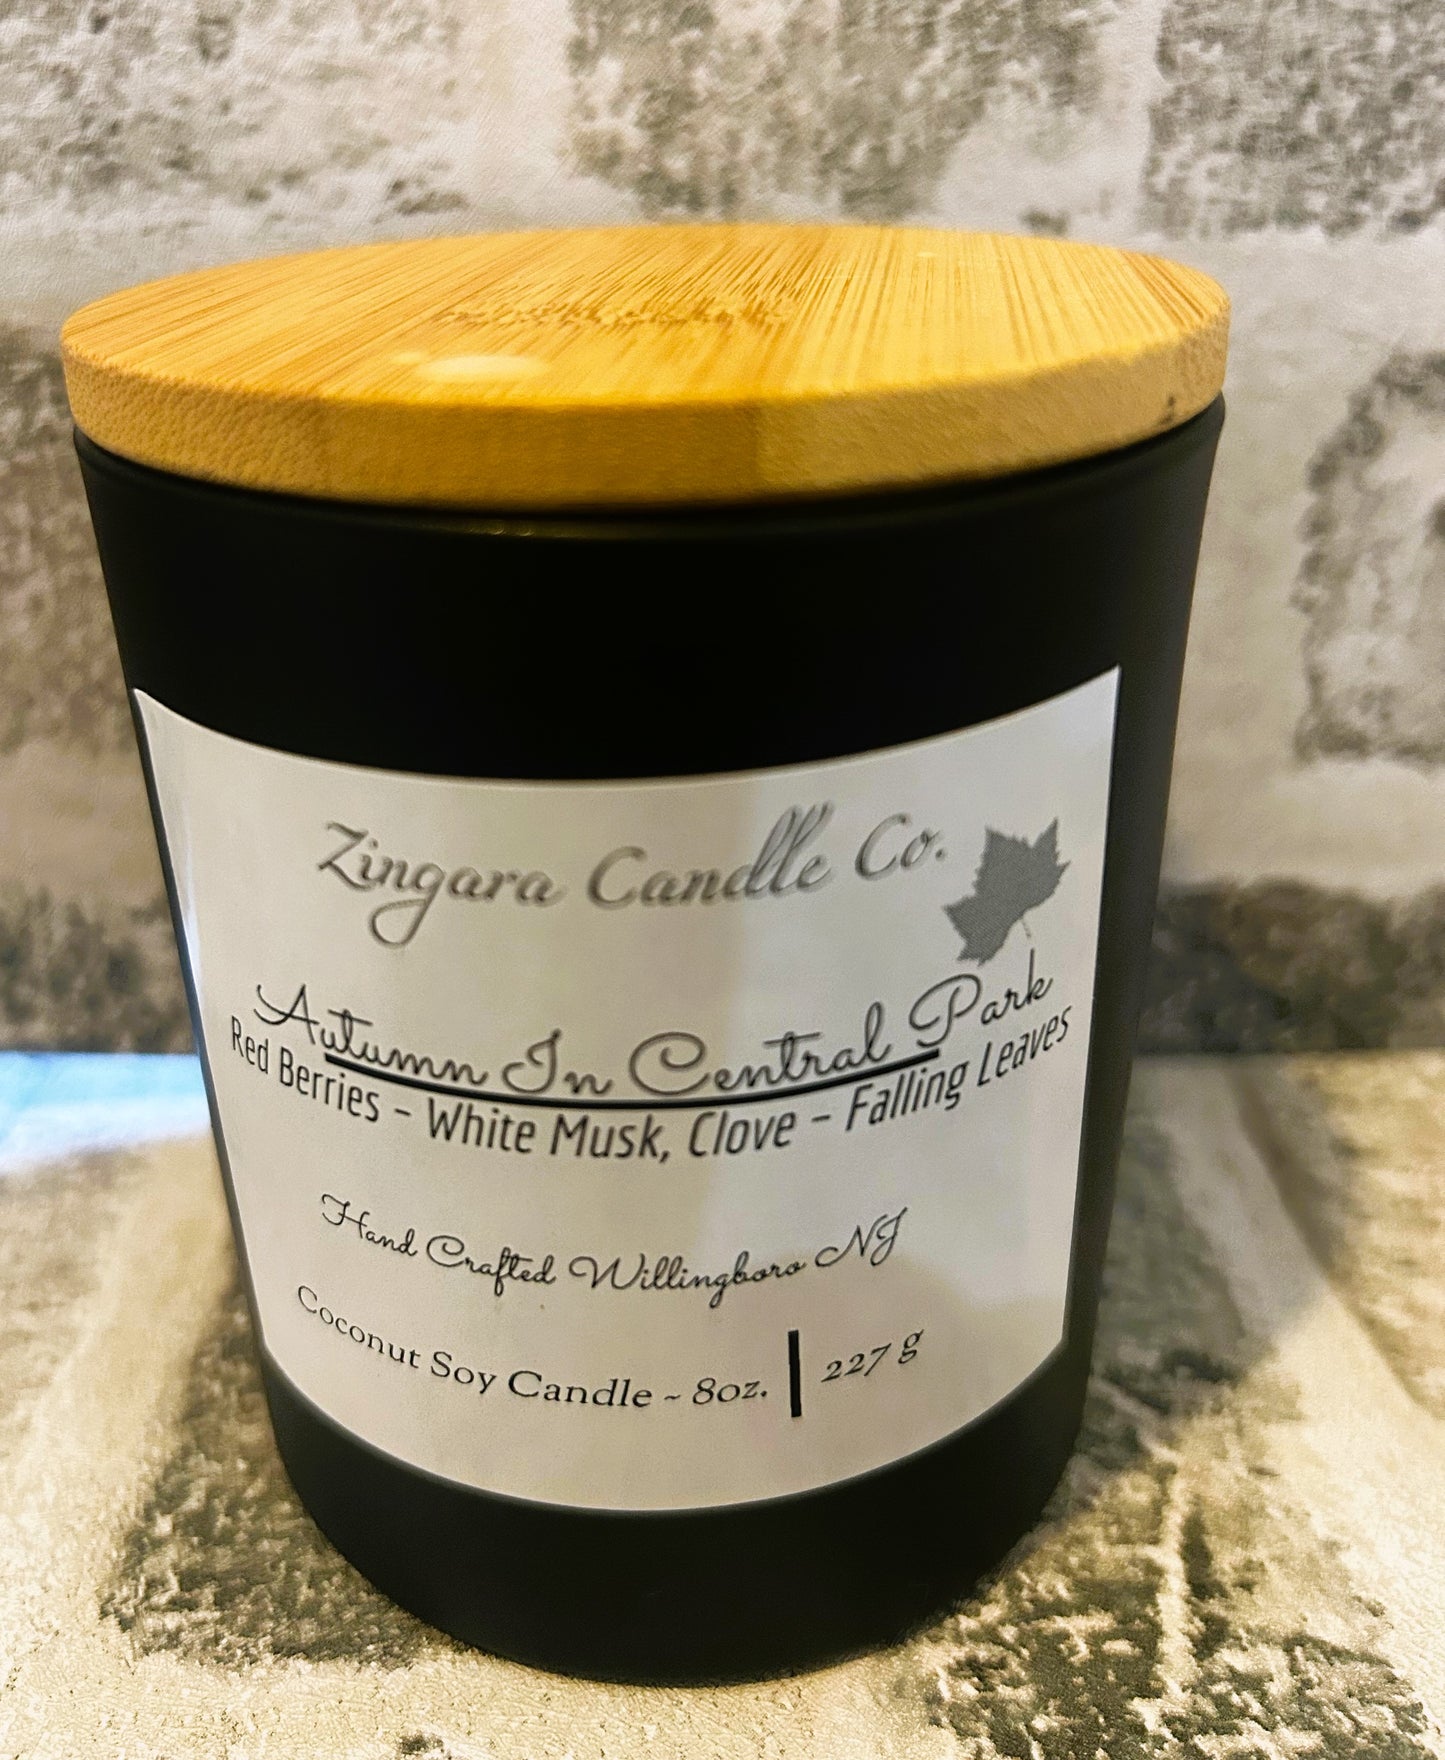 Zingara Candle Co.
Autumn In Central Park
Red Berries - White Musk, Clove - Falling Leaves
Hand Crafted Willingboro NJ
Coconut Soy Candle ~ 8oz. | 227 g